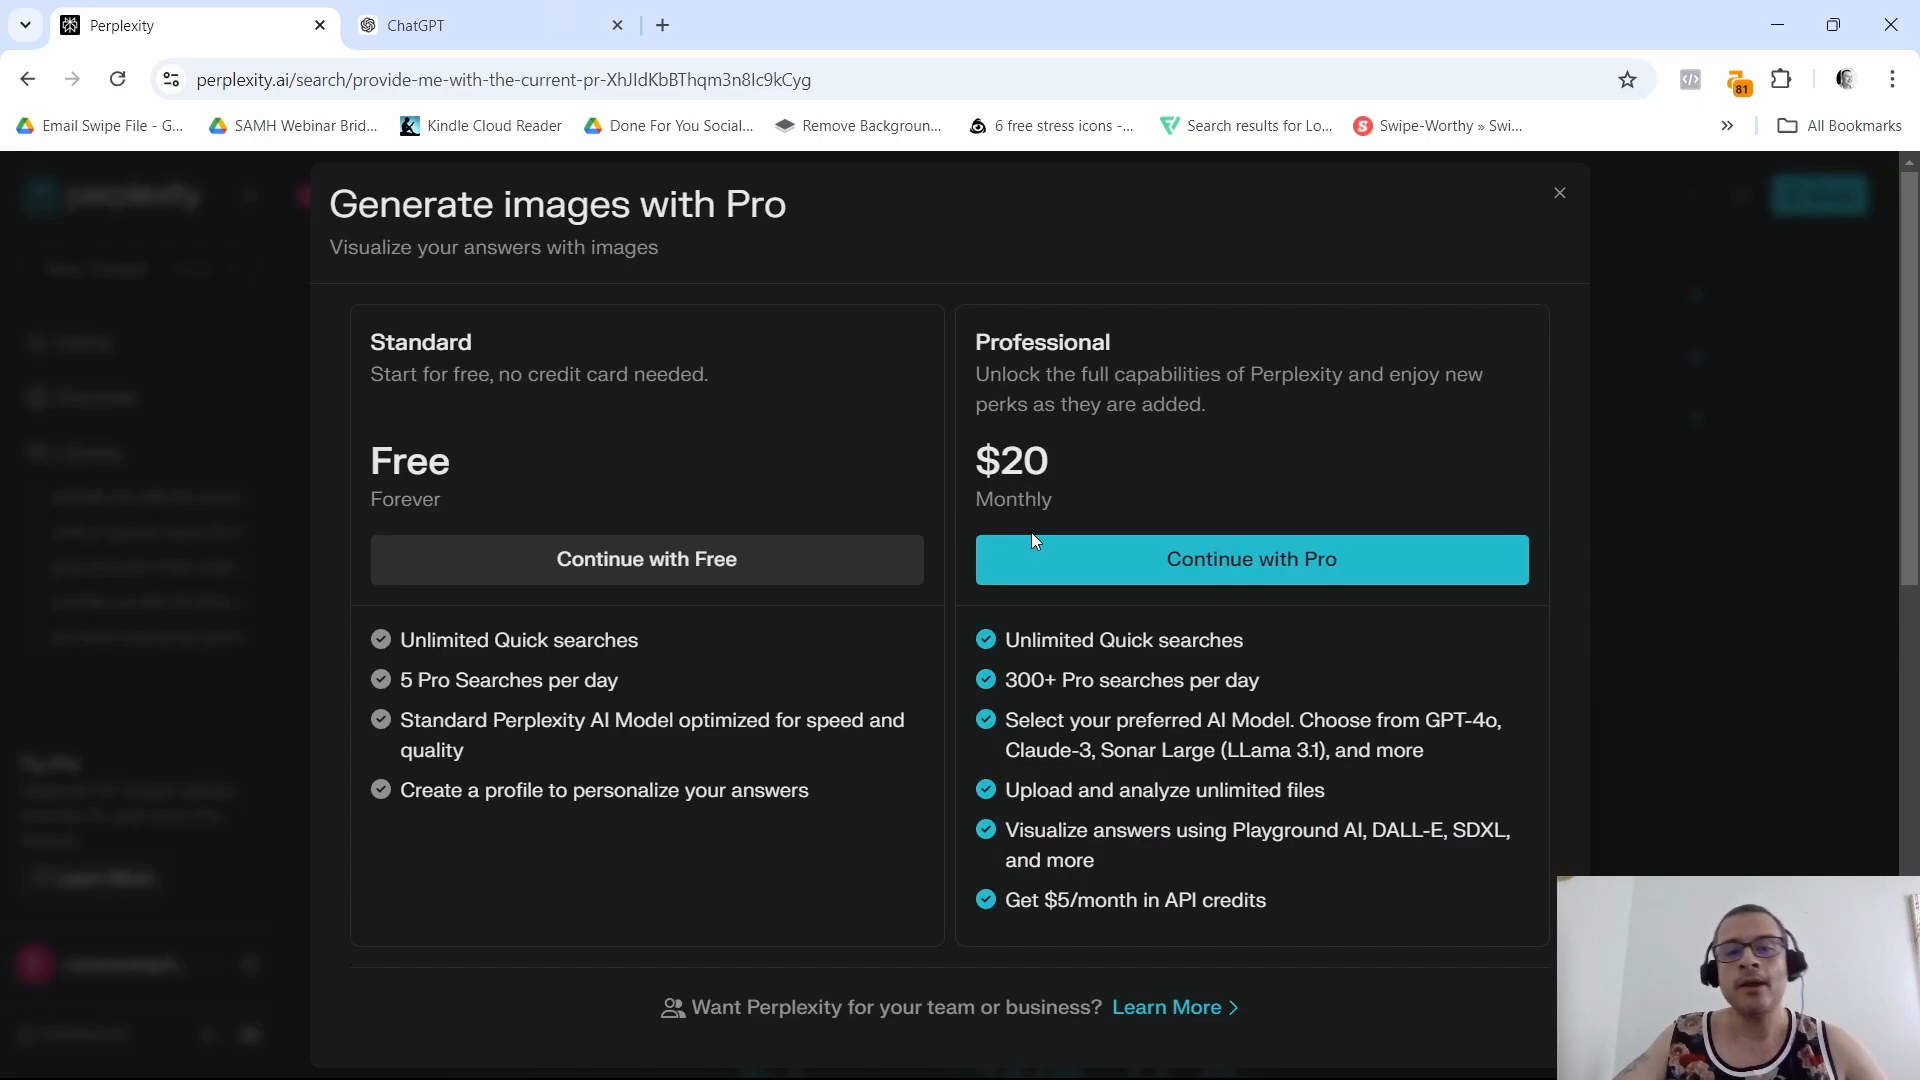 Perplexity
ChatGPT
perplexity.ai/search/provide-me-with-the-current-pr-XhJIdKbBThqm3n8Ic9kCyg
81
Email Swipe File - G...
SAMH Webinar Brid...
Kindle Cloud Reader
Done For You Social...
Remove Backgroun...
6 free stress icons -...
Search results for Lo...
Swipe-Worthy » Swi...
All Bookmarks
perplexity
Generate images with Pro
Visualize your answers with images
Standard
Start for free, no credit card needed.
Free
Forever
Continue with Free
Unlimited Quick searches
5 Pro Searches per day
Standard Perplexity AI Model optimized for speed and
quality
Create a profile to personalize your answers
Professional
Unlock the full capabilities of Perplexity and enjoy new
perks as they are added.
$20
Monthly
Continue with Pro
Unlimited Quick searches
300+ Pro searches per day
Select your preferred AI Model. Choose from GPT-4o,
Claude-3, Sonar Large (LLama 3.1), and more
Upload and analyze unlimited files
Visualize answers using Playground AI, DALL-E, SDXL,
and more
Get $5/month in API credits
Want Perplexity for your team or business? Learn More